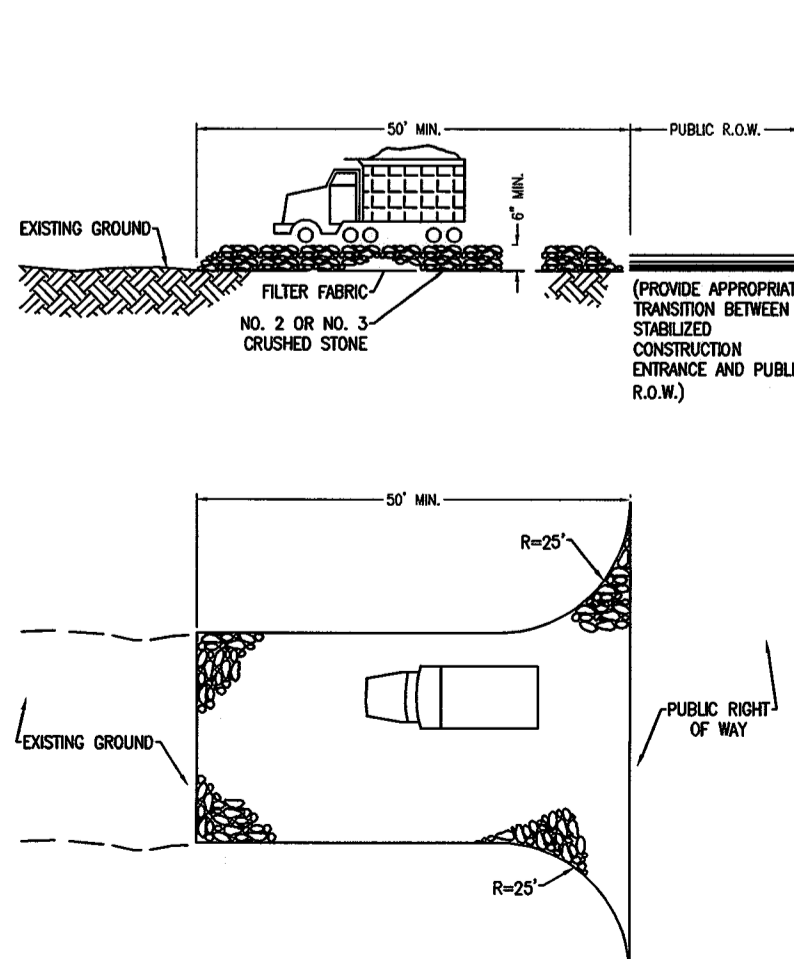 50' MIN.
PUBLIC R.O.W.
6" MIN.
EXISTING GROUND
FILTER FABRIC
NO. 2 OR NO. 3
CRUSHED STONE
(PROVIDE APPROPRIAT
TRANSITION BETWEEN
STABILIZED
CONSTRUCTION
ENTRANCE AND PUBLI
R.O.W.)
50' MIN.
R=25'
EXISTING GROUND
PUBLIC RIGHT
OF WAY
R=25'